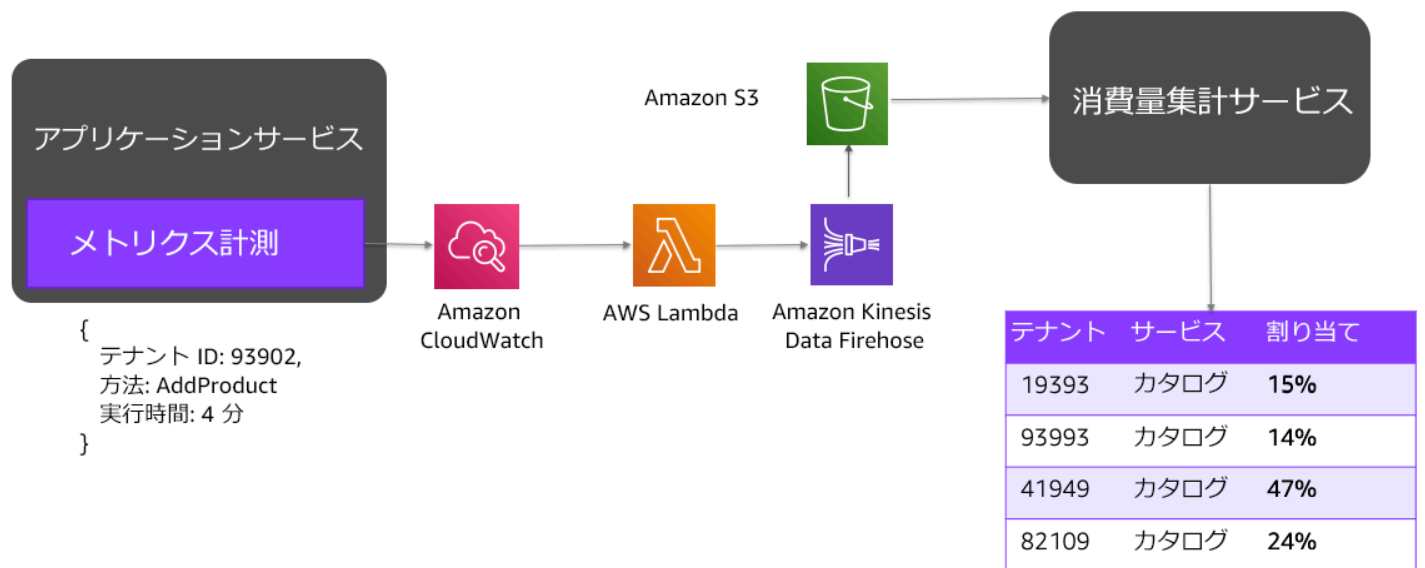 アプリケーションサービス
メトリクス計測
{
テナント ID: 93902,
方法: AddProduct
実行時間: 4 分
}
Amazon
CloudWatch
AWS Lambda
Amazon Kinesis
Data Firehose
Amazon S3
消費量集計サービス
テナント サービス 割り当て
19393 カタログ 15%
93993 カタログ 14%
41949 カタログ 47%
82109 カタログ 24%